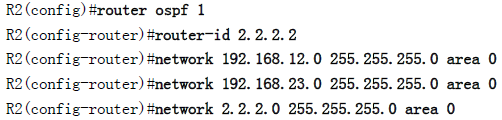 R2(config)#router ospf 1
R2(config-router)#router-id 2.2.2.2
R2(config-router)#network 192.168.12.0 255.255.255.0 area 0
R2(config-router)#network 192.168.23.0 255.255.255.0 area 0
R2(config-router)#network 2.2.2.0 255.255.255.0 area 0